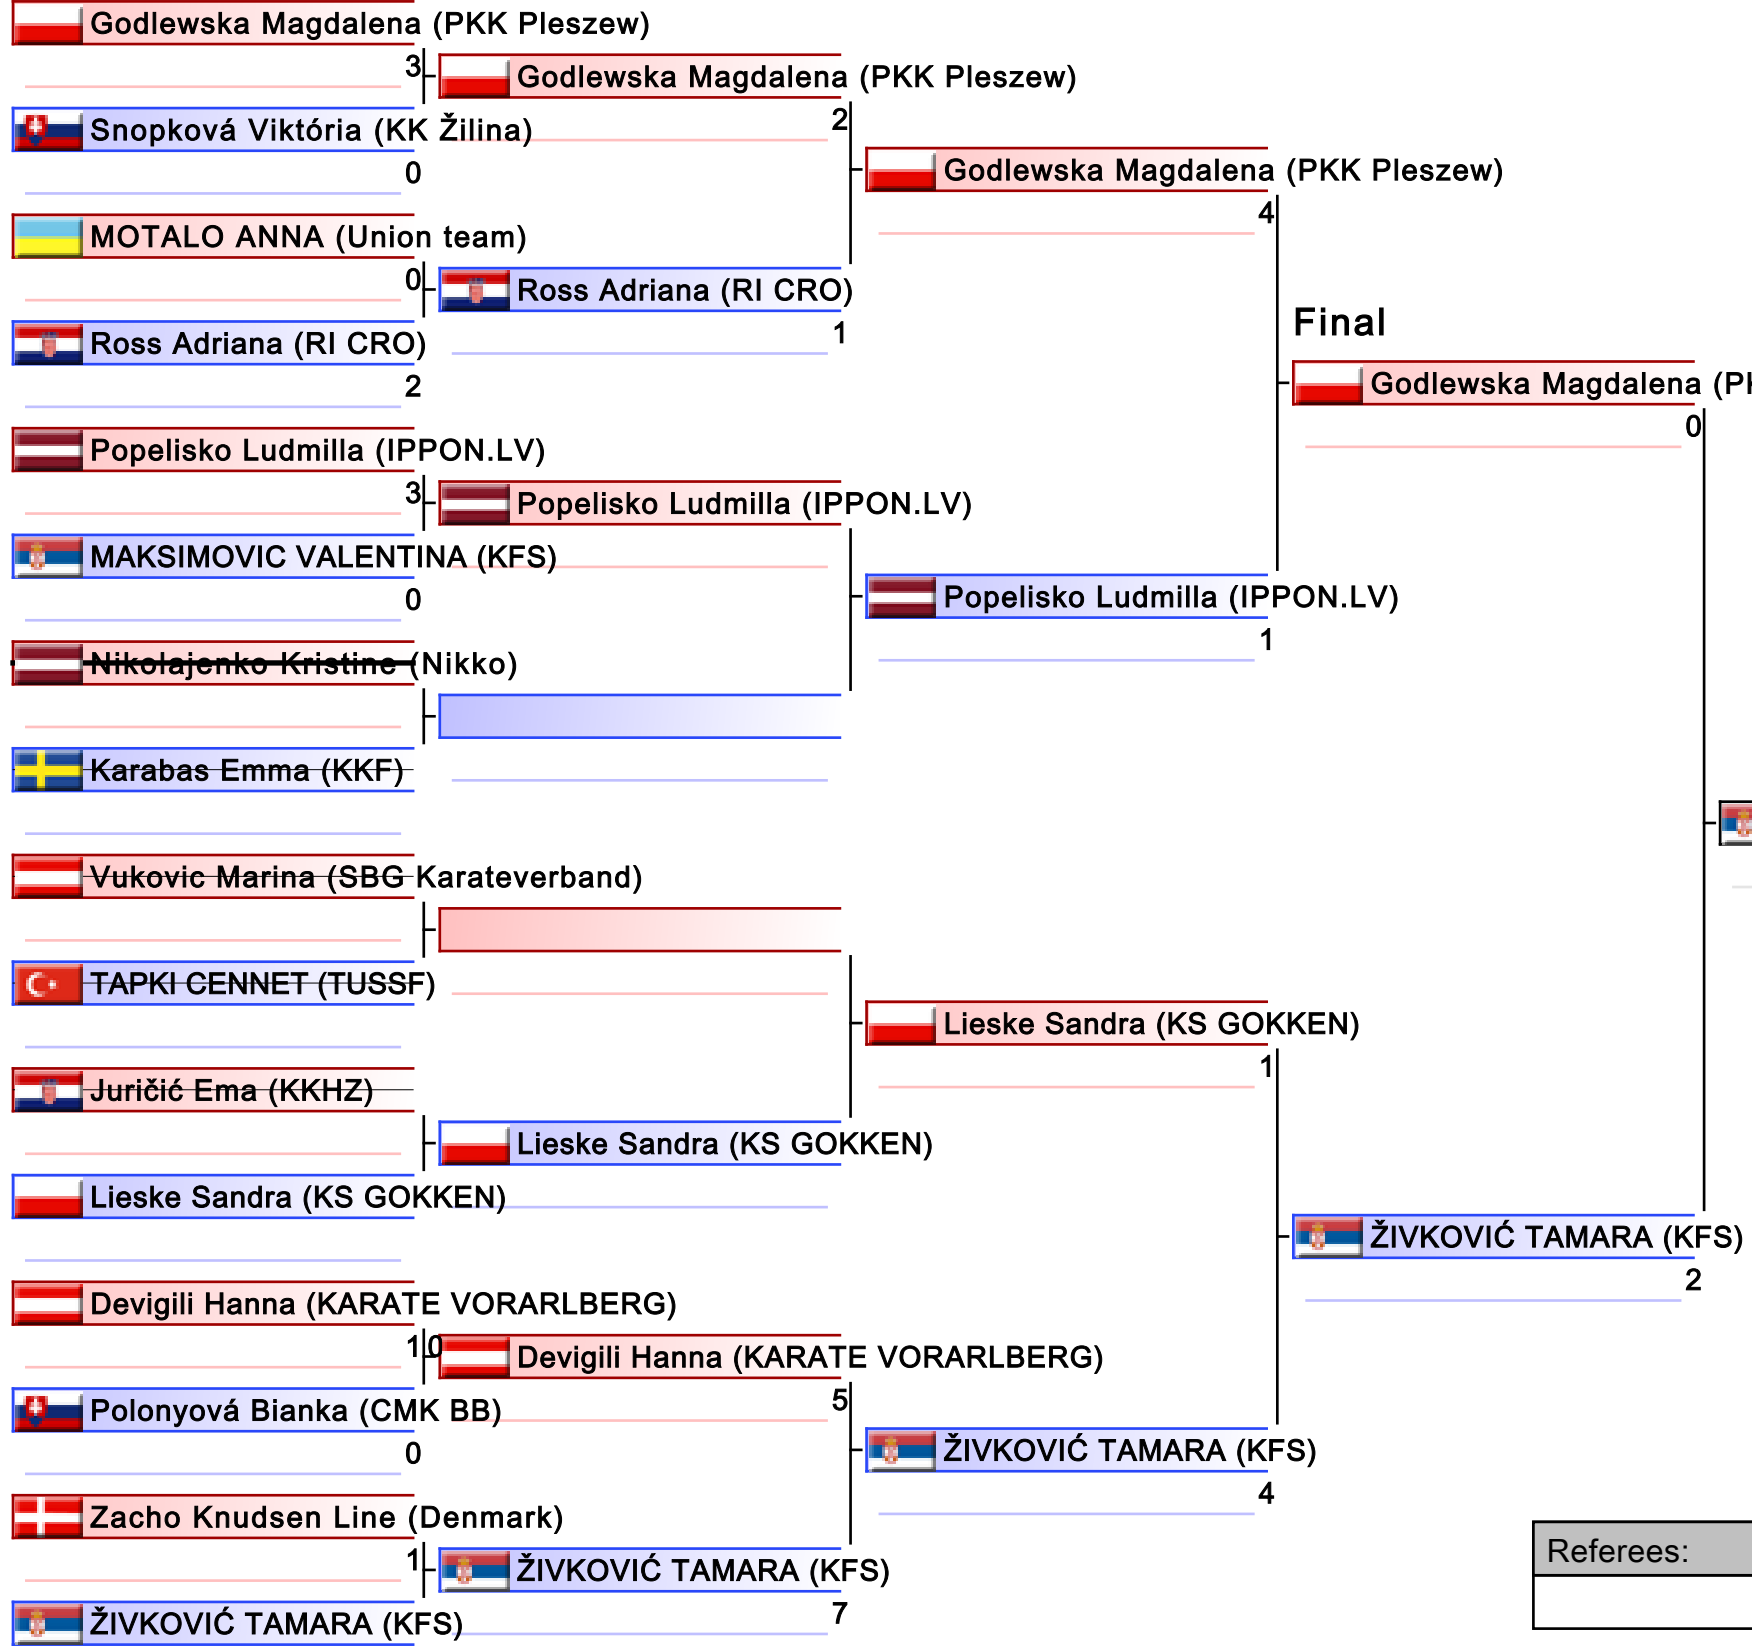 Godlewska Magdalena (PKK Pleszew)
3
Godlewska Magdalena (PKK Pleszew)
2
Snopková Viktória (KK Žilina)
0
Godlewska Magdalena (PKK Pleszew)
4
MOTALO ANNA (Union team)
0
Ross Adriana (RI CRO)
1
Ross Adriana (RI CRO)
2
Final
Godlewska Magdalena (PK
0
Popelisko Ludmilla (IPPON.LV)
3
Popelisko Ludmilla (IPPON.LV)
MAKSIMOVIC VALENTINA (KFS)
0
Popelisko Ludmilla (IPPON.LV)
1
Nikolajenko Kristine (Nikko)
Karabas Emma (KKF)
Vukovic Marina (SBG Karateverband)
TAPKI CENNET (TUSSF)
Lieske Sandra (KS GOKKEN)
1
Juričić Ema (KKHZ)
Lieske Sandra (KS GOKKEN)
Lieske Sandra (KS GOKKEN)
ŽIVKOVIĆ TAMARA (KFS)
2
Devigili Hanna (KARATE VORARLBERG)
10
Devigili Hanna (KARATE VORARLBERG)
5
Polonyová Bianka (CMK BB)
0
ŽIVKOVIĆ TAMARA (KFS)
4
Zacho Knudsen Line (Denmark)
1
ŽIVKOVIĆ TAMARA (KFS)
7
ŽIVKOVIĆ TAMARA (KFS)
Referees: